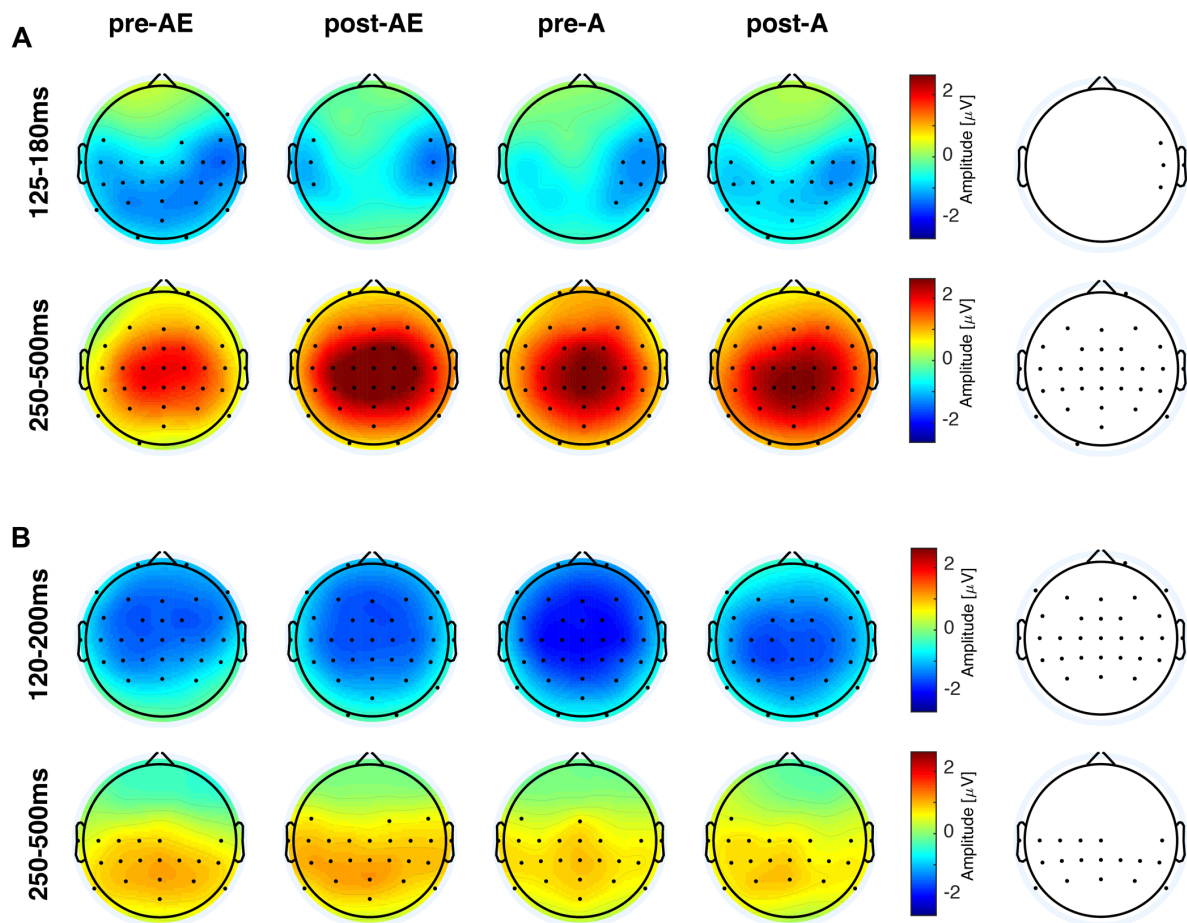 A
pre-AE
post-AE
pre-A
post-A
125-180ms
2
0
-2
Amplitude [μV]
250-500ms
2
0
-2
Amplitude [μV]
B
120-200ms
2
0
-2
Amplitude [μV]
250-500ms
2
0
-2
Amplitude [μV]